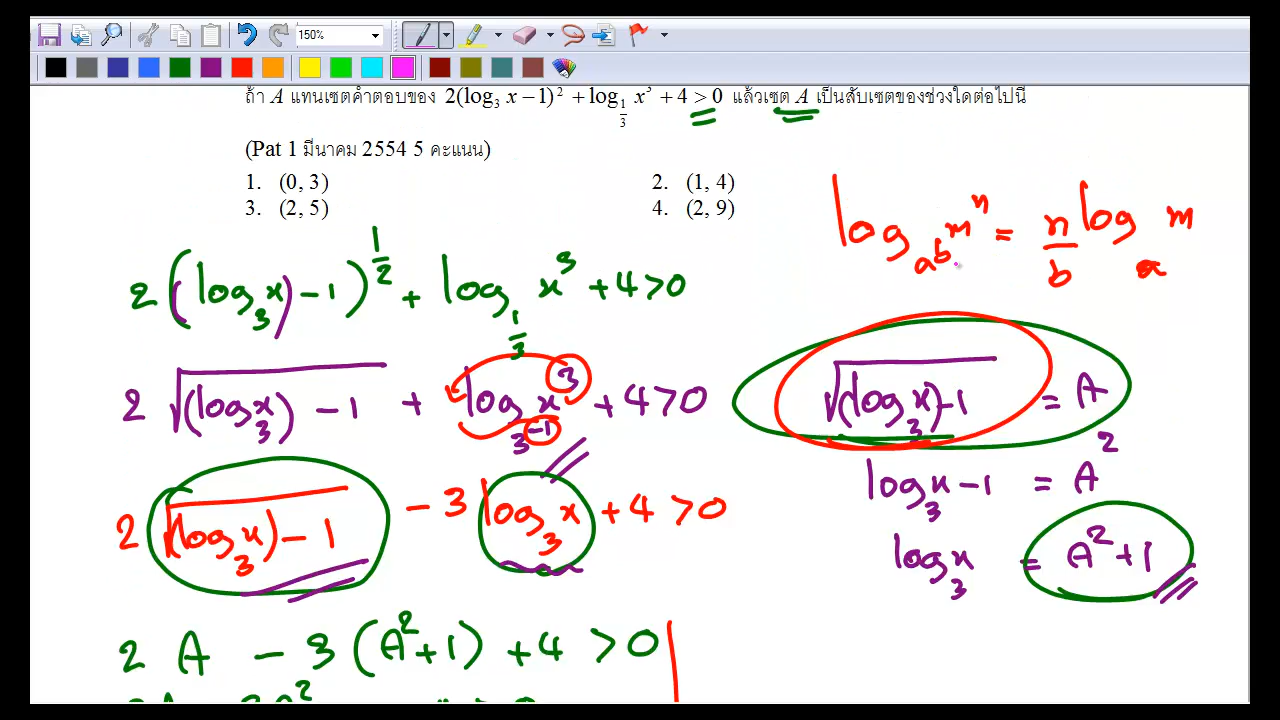 150%
ถ้า A แทนเซตคำตอบของ 2(log₃ x − 1)² + log_{1/3} x³ + 4 > 0 แล้วเซต A เป็นสับเซตของช่วงใดต่อไปนี้
(Pat 1 มีนาคม 2554 5 คะแนน)
1. (0, 3) 2. (1, 4)
3. (2, 5) 4. (2, 9)
log_{a^b} m^n = n/b log_a m
2(log₃x − 1)^{1/2} + log_{1/3} x³ + 4 > 0
2√((log₃x) − 1) + log_{3^{-1}} x³ + 4 > 0 √((log₃x) − 1) = A
log₃x − 1 = A²
2√((log₃x) − 1) − 3 log₃x + 4 > 0
log₃x = A² + 1
2A − 3(A² + 1) + 4 > 0